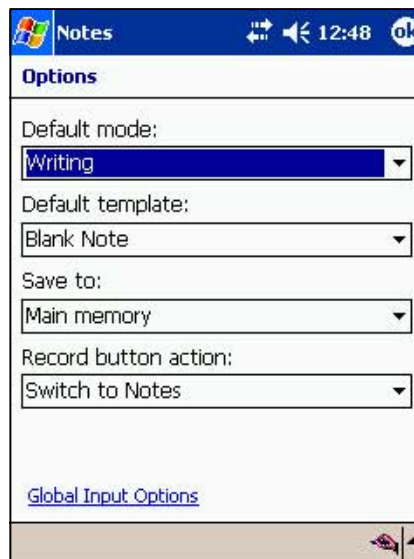 Notes 12:48 ok
Options
Default mode:
Writing
Default template:
Blank Note
Save to:
Main memory
Record button action:
Switch to Notes
Global Input Options